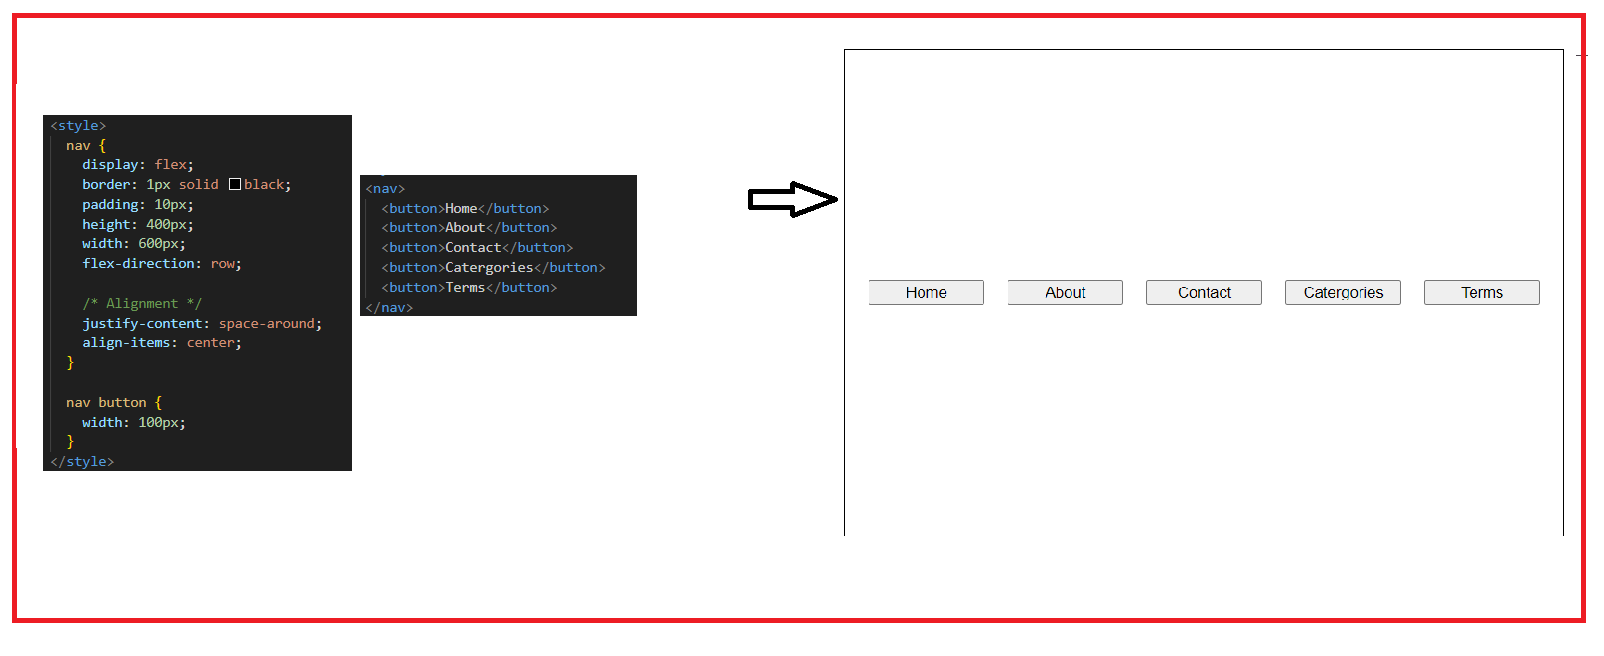 <style>
nav {
display: flex;
border: 1px solid black;
padding: 10px;
height: 400px;
width: 600px;
flex-direction: row;
/* Alignment */
justify-content: space-around;
align-items: center;
}
nav button {
width: 100px;
}
</style>
<nav>
<button>Home</button>
<button>About</button>
<button>Contact</button>
<button>Catergories</button>
<button>Terms</button>
</nav>
Home About Contact Catergories Terms